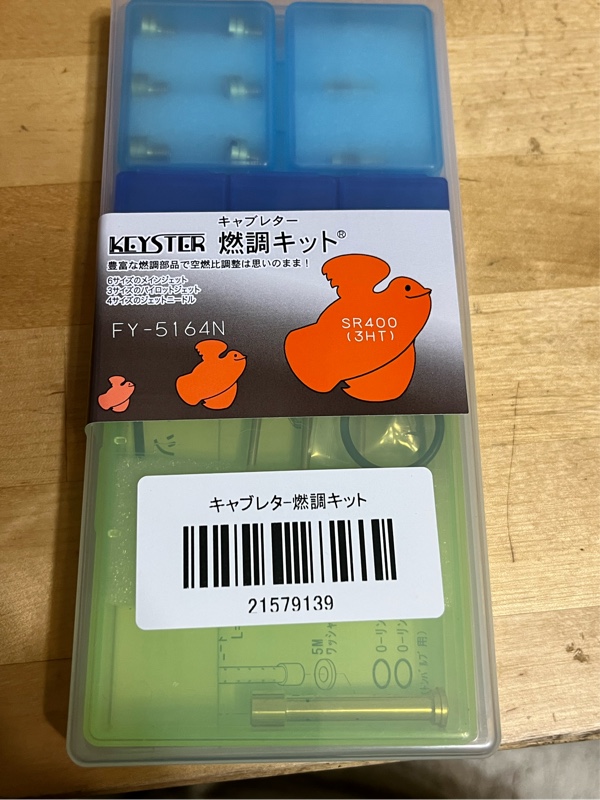 キャブレター
KEYSTER 燃調キット®
豊富な燃調部品で空燃比調整は思いのまま!
6サイズのメインジェット
3サイズのパイロットジェット
4サイズのジェットニードル
FY-5164N
SR400
(3HT)
キャブレター燃調キット
21579139
L=
5M
ワッシャ
O-リン
O-リン